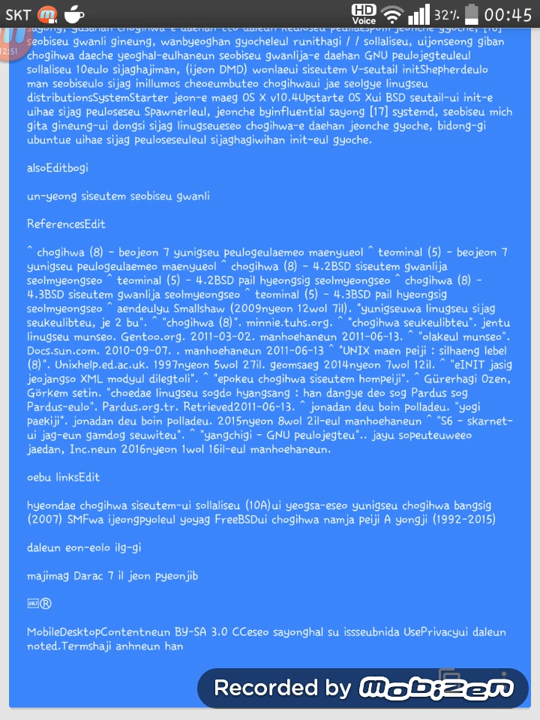 SKT HD Voice 32% 00:45
12:51
seobiseu gwanli gineung, wanbyeoghan gyocheleul runithagi / / sollaliseu, uijonseong giban
chogihwa daeche yeoghal-eulhaneun seobiseu gwanlija-e daehan GNU peulojegteuleul
sollaliseu 10eulo sijaghajiman, (ijeon DMD) wonlaeui siseutem V-seutail initShepherdeulo
man seobiseulo sijag inillumos cheoeumbuteo chogihwaui jae seolgye linugseu
distributionsSystemStarter jeon-e maeg OS X v10.4Upstarte OS Xui BSD seutail-ui init-e
uihae sijag peuloseseu Spawnerleul, jeonche byinfluential sayong [17] systemd, seobiseu mich
gita gineung-ui dongsi sijag linugseueseo chogihwa-e daehan jeonche gyoche, bidong-gi
ubuntue uihae sijag peuloseseuleul sijaghagiwihan init-eul gyoche.
alsoEditbogi
un-yeong siseutem seobiseu gwanli
ReferencesEdit
^ chogihwa (8) - beojeon 7 yunigseu peulogeulaemeo maenyueol ^ teominal (5) - beojeon 7
yunigseu peulogeulaemeo maenyueol ^ chogihwa (8) - 4.2BSD siseutem gwanlija
seolmyeongseo ^ teominal (5) - 4.2BSD pail hyeongsig seolmyeongseo ^ chogihwa (8) -
4.3BSD siseutem gwanlija seolmyeongseo ^ teominal (5) - 4.3BSD pail hyeongsig
seolmyeongseo ^ aendeulyu Smallshaw (2009nyeon 12wol 7il). "yunigseuwa linugseu sijag
seukeulibteu, je 2 bu". ^ "chogihwa (8)". minnie.tuhs.org. ^ "chogihwa seukeulibteu". jentu
linugseu munseo. Gentoo.org. 2011-03-02. manhoehaneun 2011-06-13. ^ "olakeul munseo".
Docs.sun.com. 2010-09-07. . manhoehaneun 2011-06-13 ^ "UNIX maen peiji : silhaeng lebel
(8)". Unixhelp.ed.ac.uk. 1997nyeon 5wol 27il. geomsaeg 2014nyeon 7wol 12il. ^ "eINIT jasig
jeojangso XML modyul dilegtoli". ^ "epokeu chogihwa siseutem hompeiji". ^ Gürerhagi Ozen,
Görkem setin. "choedae linugseu sogdo hyangsang : han dangye deo sog Pardus sog
Pardus-eulo". Pardus.org.tr. Retrieved2011-06-13. ^ jonadan deu boin polladeu. "yogi
paekiji". jonadan deu boin polladeu. 2015nyeon 8wol 2il-eul manhoehaneun ^ "S6 - skarnet-
ui jag-eun gamdog seuwiteu". ^ "yangchigi - GNU peulojegteu".. jayu sopeuteuweeo
jaedan, Inc.neun 2016nyeon 1wol 16il-eul manhoehaneun.
oebu linksEdit
hyeondae chogihwa siseutem-ui sollaliseu (10A)ui yeogsa-eseo yunigseu chogihwa bangsig
(2007) SMFwa ijeongpyoleul yoyag FreeBSDui chogihwa namja peiji A yongji (1992-2015)
daleun eon-eolo ilg-gi
majimag Darac 7 il jeon pyeonjib
￼®
MobileDesktopContentneun BY-SA 3.0 CCeseo sayonghal su issseubnida UsePrivacyui daleun
noted.Termshaji anhneun han
Recorded by Mobizen